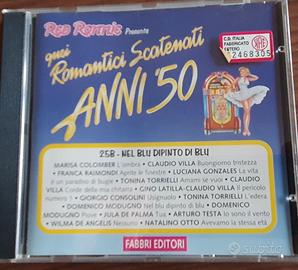 Red Ronnie Presenta
quei
Romantici Scatenati
ANNI '50
C.D. ITALIA
FABBRICATO
ESTERO
2468305
25B - NEL BLU DIPINTO DI BLU
MARISA COLOMBER L'ombra • CLAUDIO VILLA Buongiorno tristezza
• FRANCA RAIMONDI Aprite le finestre • LUCIANA GONZALES La vita
è un paradiso di bugie • TONINA TORRIELLI Amami se vuoi • CLAUDIO
VILLA Corde della mia chitarra • GINO LATILLA-CLAUDIO VILLA Il pericolo
numero 1 • GIORGIO CONSOLINI Usignuolo • TONINA TORRIELLI L'edera
• DOMENICO MODUGNO Nel blu dipinto di blu • DOMENICO
MODUGNO Piove • JULA DE PALMA Tua • ARTURO TESTA Io sono il vento
• WILMA DE ANGELIS Nessuno • NATALINO OTTO Avevamo la stessa età
FABBRI EDITORI
subito